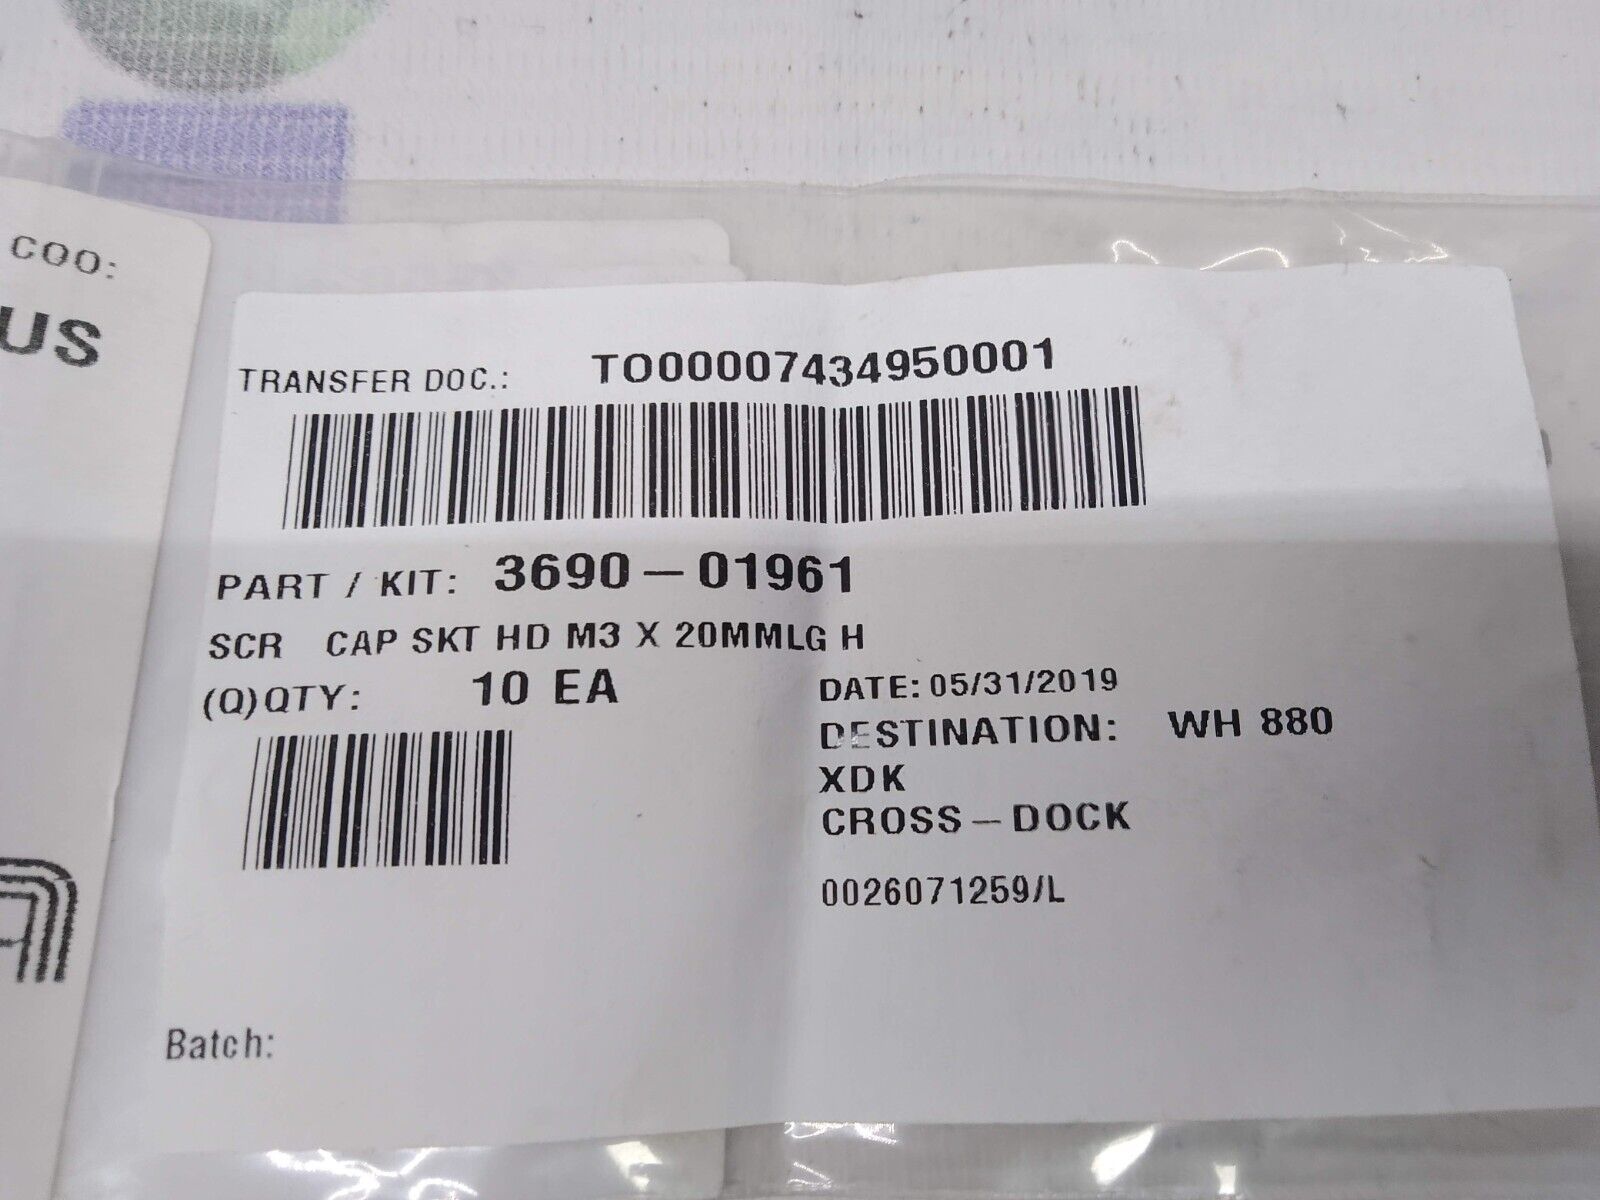 COO:
US
TRANSFER DOC.: TO00007434950001
PART / KIT: 3690-01961
SCR CAP SKT HD M3 X 20MMLG H
(Q)QTY: 10 EA
DATE: 05/31/2019
DESTINATION: WH 880
XDK
CROSS-DOCK
0026071259/L
Batch: